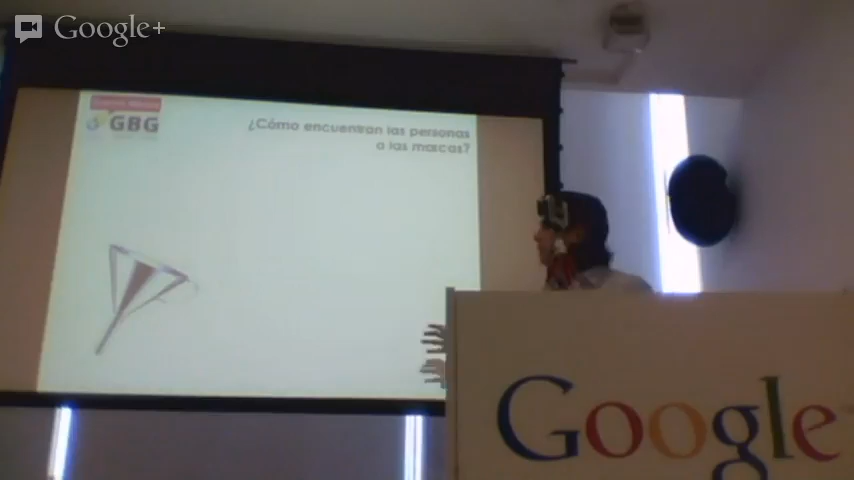 Google+
GBG
¿Cómo encuentran las personas
a las marcas?
Google